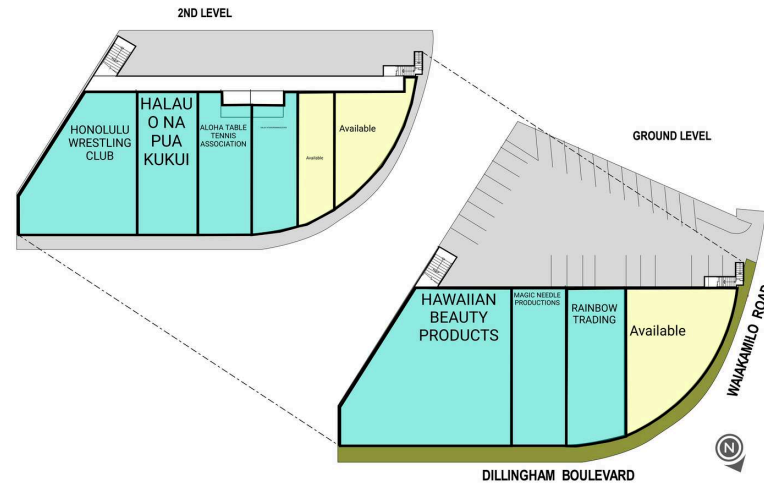 2ND LEVEL
HONOLULU
WRESTLING
CLUB
HALAU
O NA
PUA
KUKUI
ALOHA TABLE
TENNIS
ASSOCIATION
Available
Available
GROUND LEVEL
HAWAIIAN
BEAUTY
PRODUCTS
MAGIC NEEDLE
PRODUCTIONS
RAINBOW
TRADING
Available
WAIAKAMILO ROAD
N
DILLINGHAM BOULEVARD